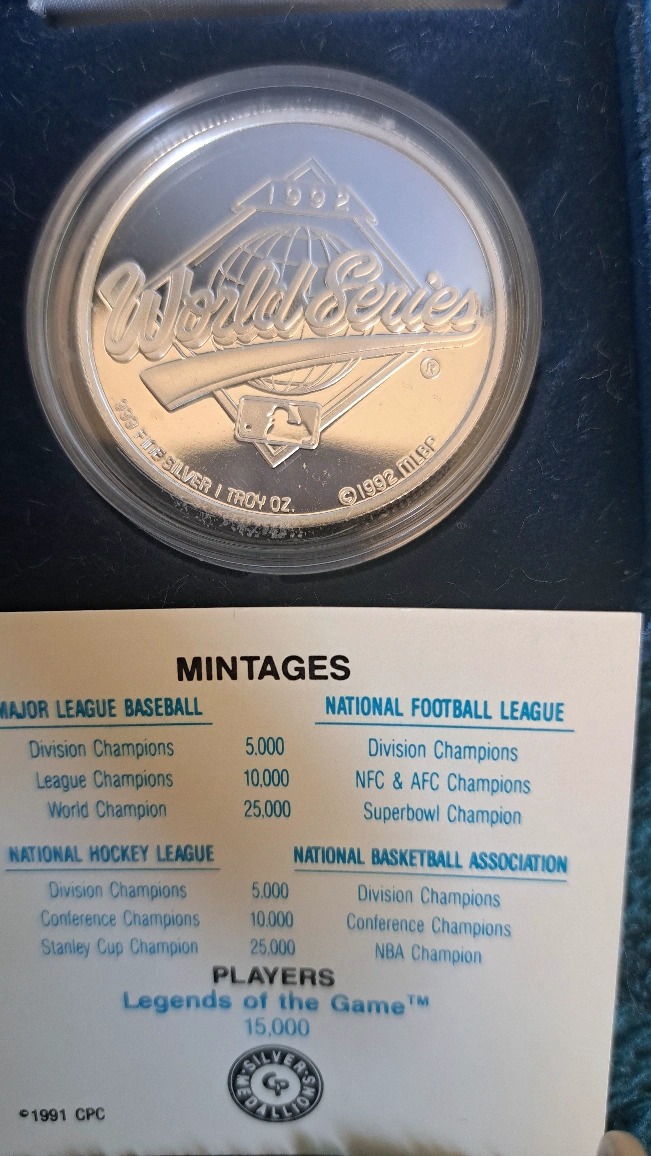 1992
World Series
®
.999 FINE SILVER 1 TROY OZ.
©1992 MLBP
MINTAGES
MAJOR LEAGUE BASEBALL
NATIONAL FOOTBALL LEAGUE
Division Champions 5,000 Division Champions
League Champions 10,000 NFC & AFC Champions
World Champion 25,000 Superbowl Champion
NATIONAL HOCKEY LEAGUE
NATIONAL BASKETBALL ASSOCIATION
Division Champions 5,000 Division Champions
Conference Champions 10,000 Conference Champions
Stanley Cup Champion 25,000 NBA Champion
PLAYERS
Legends of the Game™
15,000
SILVER
CP
MEDALLIONS
©1991 CPC